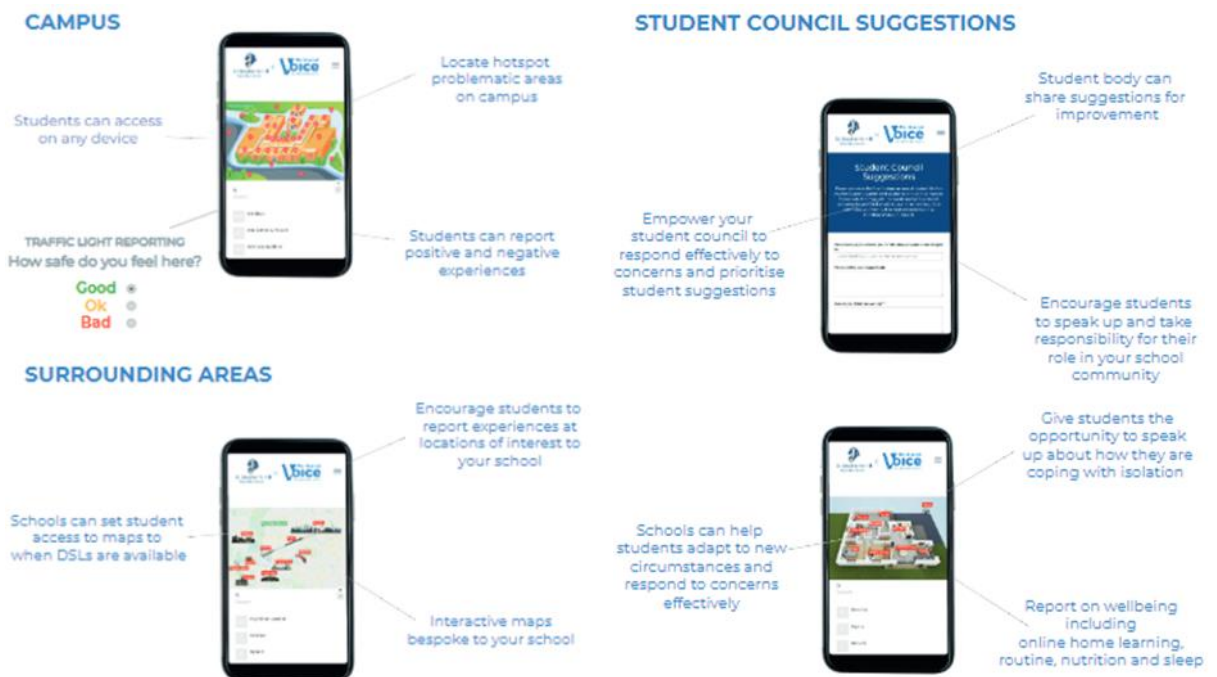 CAMPUS
Students can access
on any device
Locate hotspot
problematic areas
on campus
TRAFFIC LIGHT REPORTING
How safe do you feel here?
Good
Ok
Bad
Students can report
positive and negative
experiences
SURROUNDING AREAS
Schools can set student
access to maps to
when DSLs are available
Encourage students to
report experiences at
locations of interest to
your school
Interactive maps
bespoke to your school
STUDENT COUNCIL SUGGESTIONS
Student body can
share suggestions for
improvement
Voice
Student Council
Suggestions
Empower your
student council to
respond effectively to
concerns and prioritise
student suggestions
Encourage students
to speak up and take
responsibility for their
role in your school
community
Give students the
opportunity to speak
up about how they are
coping with isolation
Schools can help
students adapt to new
circumstances and
respond to concerns
effectively
Report on wellbeing
including
online home learning,
routine, nutrition and sleep